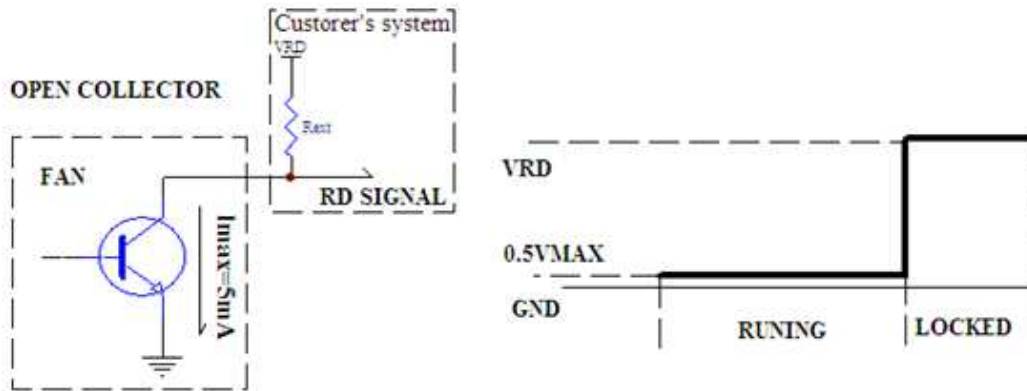 Custorer's system
VRD
OPEN COLLECTOR
Rext
FAN
RD SIGNAL
Imax=5mA
VRD
0.5VMAX
GND
RUNING
LOCKED